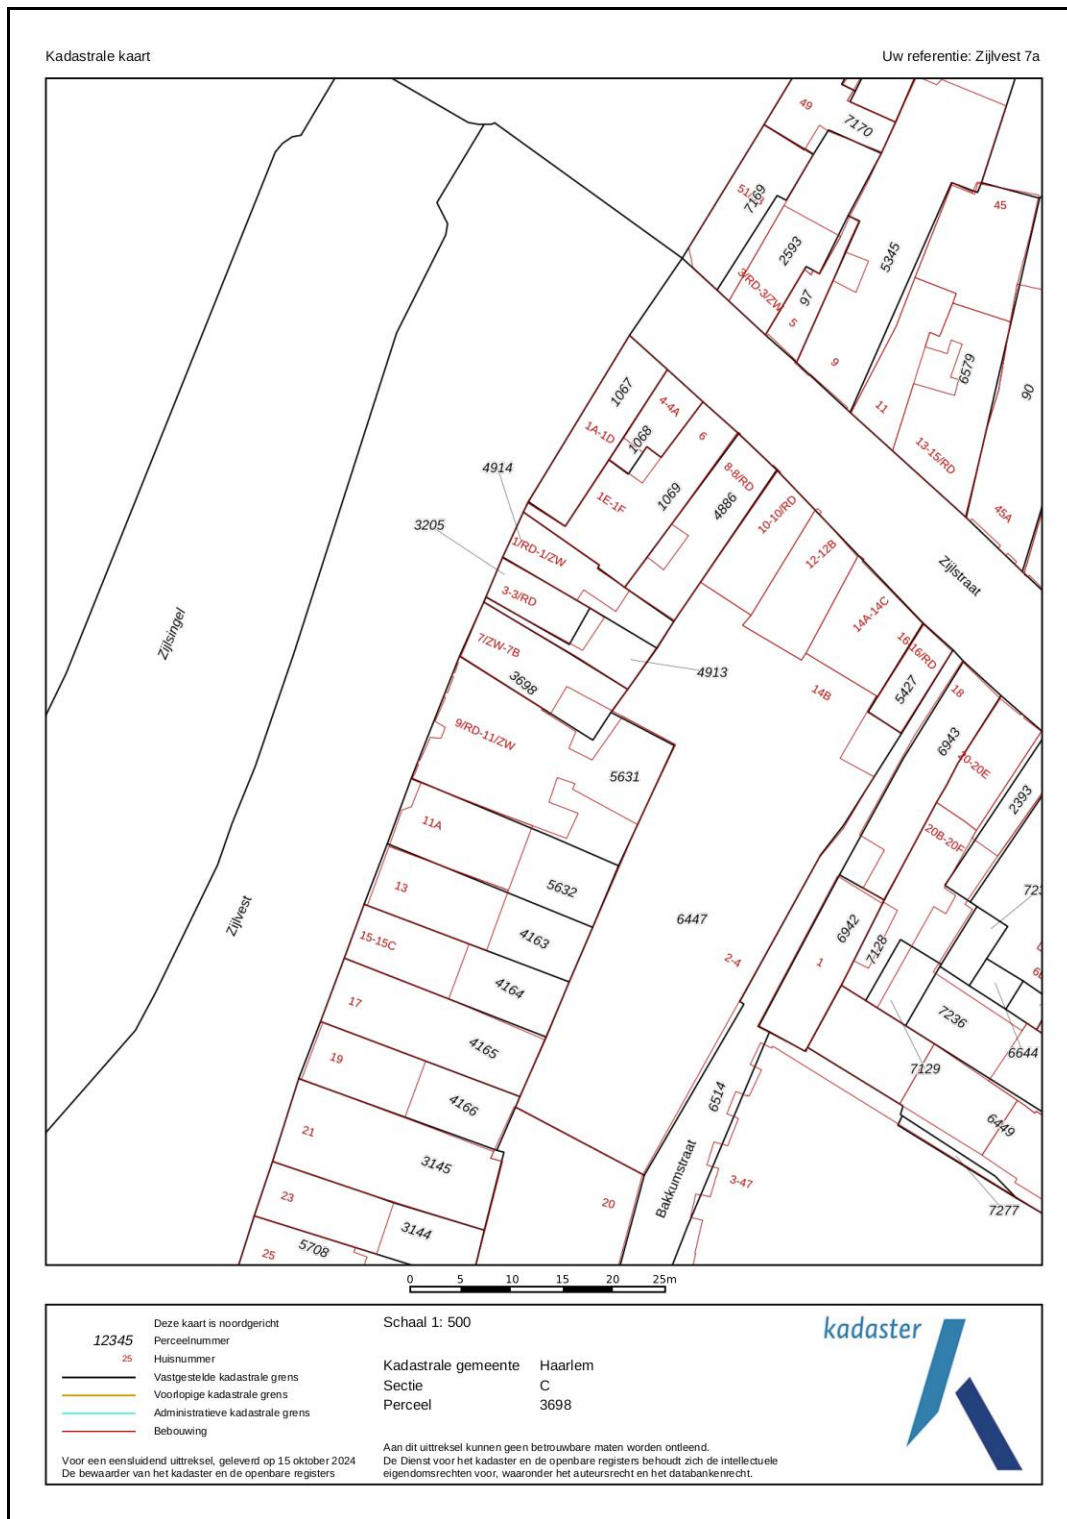 Kadastrale kaart
Uw referentie: Zijlvest 7a
49
7170
7169
45
2593
5345
3/RD-3/ZW
97
5
9
6579
90
11
1067
4-4A
6
1A-1D
1068
13-15/RD
8-8/RD
4914
1E-1F
1069
4886
10-10/RD
45A
3205
1/RD-1/ZW
12-12B
Zijlstraat
3-3/RD
14A-14C
Zijlsingel
7/ZW-7B
16-16/RD
3698
4913
14B
5427
18
9/RD-11/ZW
6943
20-20E
5631
2393
11A
20B-20F
13
5632
723
Zijlvest
6447
6942
15-15C
4163
7128
2-4
1
4164
17
7236
4165
19
6644
7129
4166
6514
6449
21
3145
Bakkumstraat
3-47
23
20
7277
3144
5708
25
0 5 10 15 20 25m
Deze kaart is noordgericht
12345 Perceelnummer
25 Huisnummer
Vastgestelde kadastrale grens
Voorlopige kadastrale grens
Administratieve kadastrale grens
Bebouwing
Voor een eensluidend uittreksel, geleverd op 15 oktober 2024
De bewaarder van het kadaster en de openbare registers
Schaal 1: 500
Kadastrale gemeente Haarlem
Sectie C
Perceel 3698
Aan dit uittreksel kunnen geen betrouwbare maten worden ontleend.
De Dienst voor het kadaster en de openbare registers behoudt zich de intellectuele
eigendomsrechten voor, waaronder het auteursrecht en het databankenrecht.
kadaster